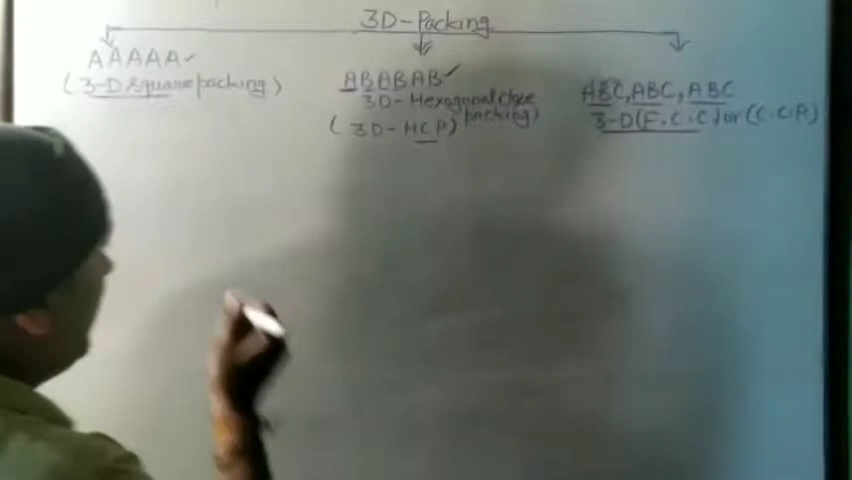 3D-Packing
AAAAA
(3-D square packing)
ABABAB
3D-Hexagonal close
packing)
(3D-HCP)
ABC, ABC, ABC
3-D(F.C.C) or (C.C.P)